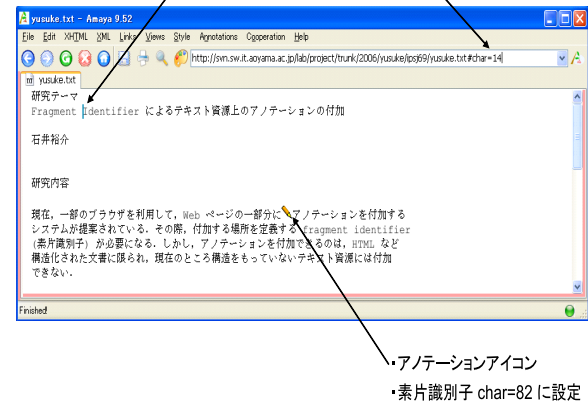 yusuke.txt - Amaya 9.52
File Edit XHTML XML Links Views Style Annotations Cooperation Help
http://svn.sw.it.aoyama.ac.jp/lab/project/trunk/2006/yusuke/ipsj69/yusuke.txt#char=14
yusuke.txt
研究テーマ
Fragment Identifier によるテキスト資源上のアノテーションの付加
石井裕介
研究内容
現在，一部のブラウザを利用して，Web ページの一部分にアノテーションを付加する
システムが提案されている．その際，付加する場所を定義する fragment identifier
(素片識別子) が必要になる．しかし，アノテーションを付加できるのは，HTML など
構造化された文書に限られ，現在のところ構造をもっていないテキスト資源には付加
できない．
Finished!
・アノテーションアイコン
・素片識別子 char=82 に設定